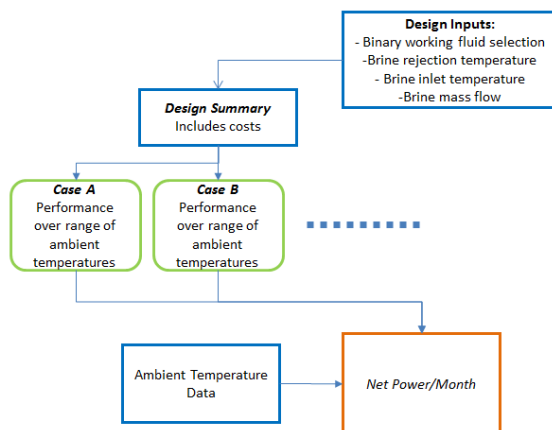 Design Inputs:
- Binary working fluid selection
-Brine rejection temperature
- Brine inlet temperature
-Brine mass flow
Design Summary
Includes costs
Case A
Performance
over range of
ambient
temperatures
Case B
Performance
over range of
ambient
temperatures
Ambient Temperature
Data
Net Power/Month